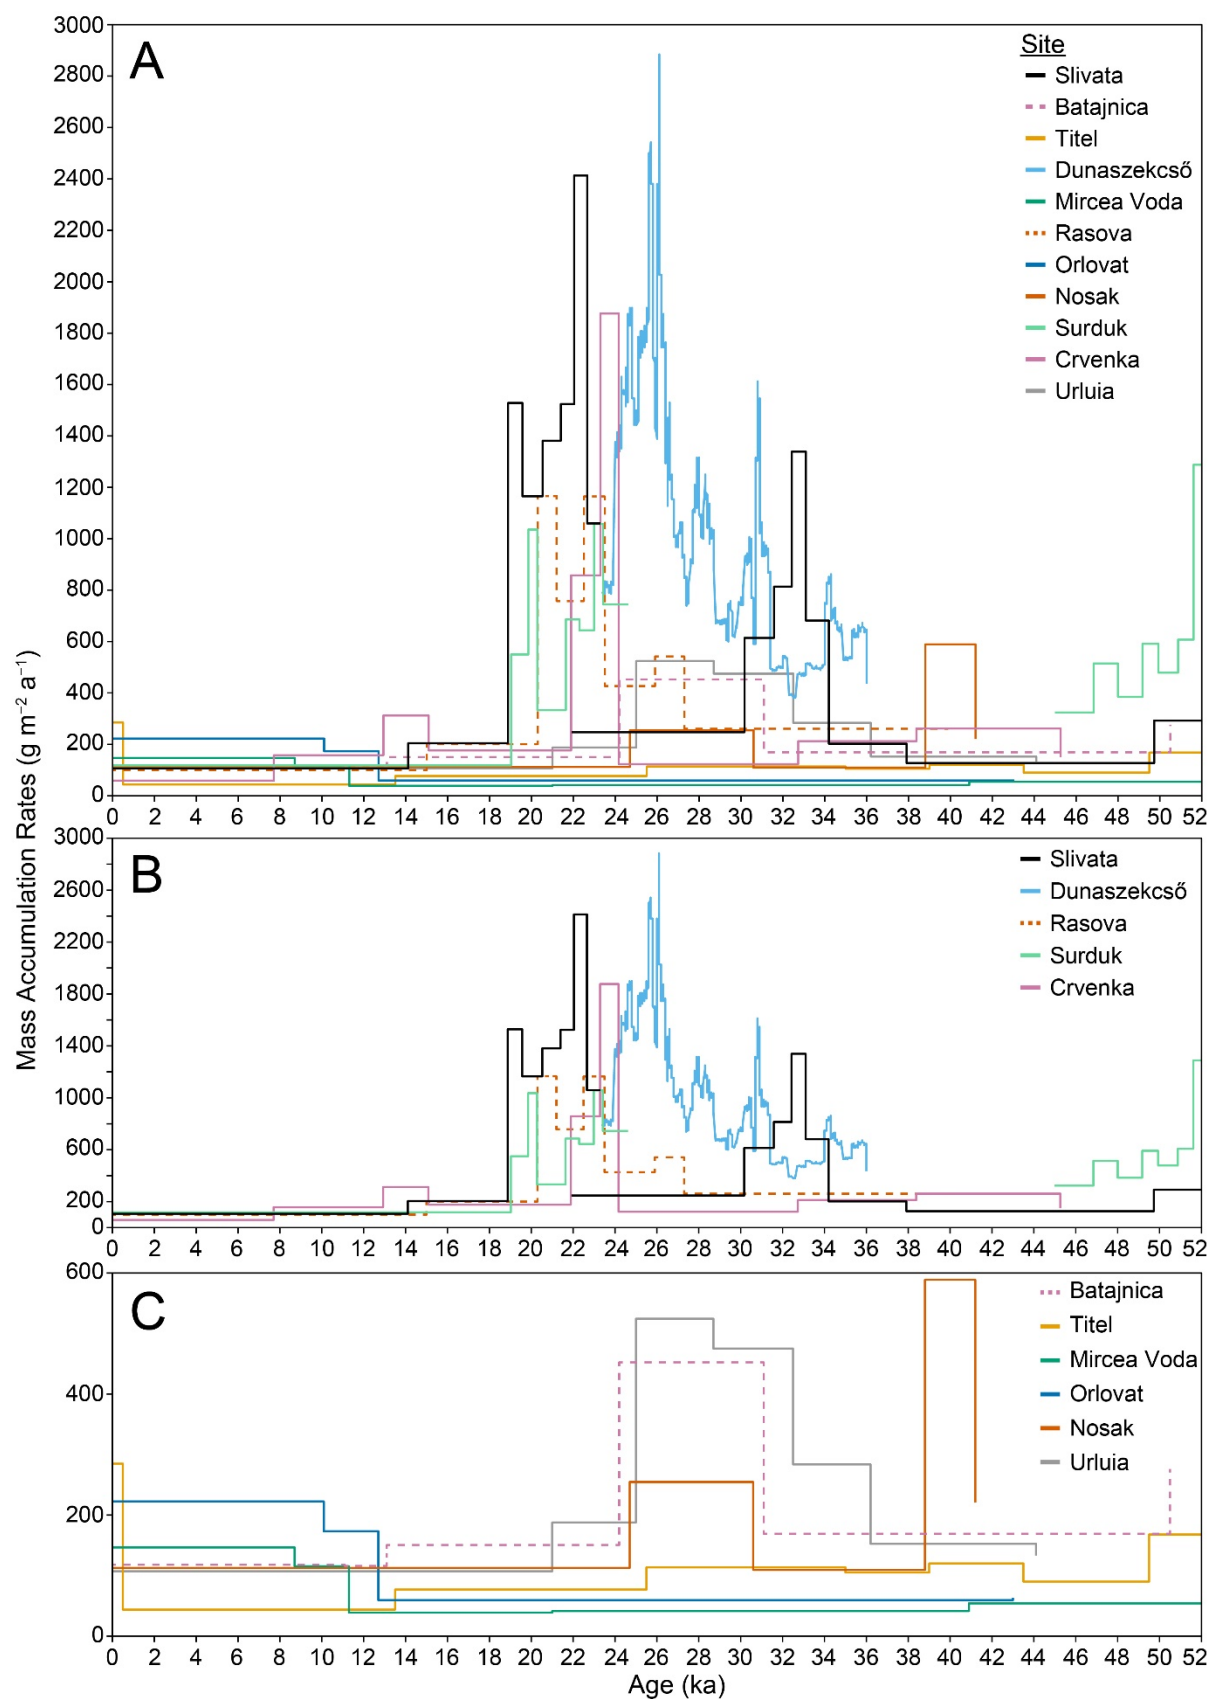 Mass Accumulation Rates (g m⁻² a⁻¹)
A
3000
2800
2600
2400
2200
2000
1800
1600
1400
1200
1000
800
600
400
200
0
Site
Slivata
Batajnica
Titel
Dunaszekcső
Mircea Voda
Rasova
Orlovat
Nosak
Surduk
Crvenka
Urluia
0 2 4 6 8 10 12 14 16 18 20 22 24 26 28 30 32 34 36 38 40 42 44 46 48 50 52
B
3000
2600
2200
1800
1400
1000
600
200
0
Slivata
Dunaszekcső
Rasova
Surduk
Crvenka
0 2 4 6 8 10 12 14 16 18 20 22 24 26 28 30 32 34 36 38 40 42 44 46 48 50 52
C
600
400
200
0
Batajnica
Titel
Mircea Voda
Orlovat
Nosak
Urluia
0 2 4 6 8 10 12 14 16 18 20 22 24 26 28 30 32 34 36 38 40 42 44 46 48 50 52
Age (ka)